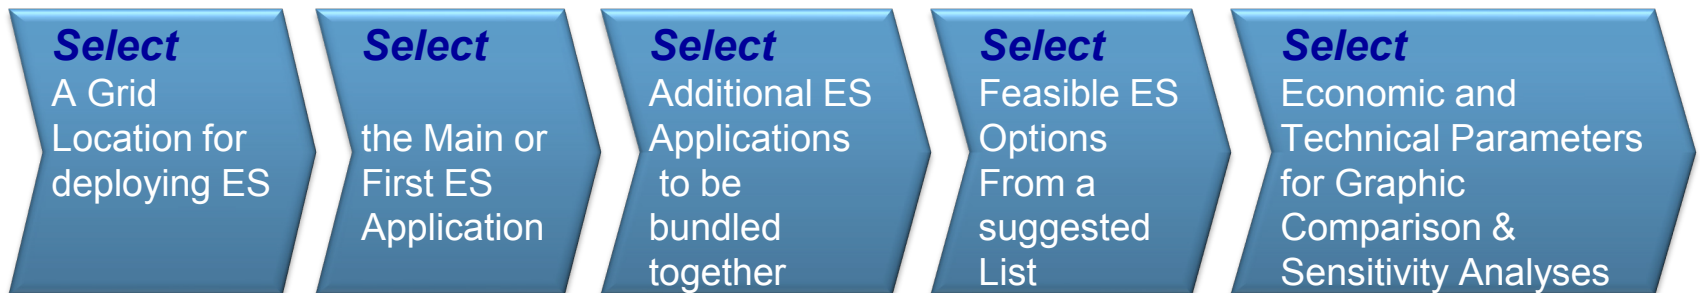 Select
A Grid
Location for
deploying ES
Select
the Main or
First ES
Application
Select
Additional ES
Applications
to be
bundled
together
Select
Feasible ES
Options
From a
suggested
List
Select
Economic and
Technical Parameters
for Graphic
Comparison &
Sensitivity Analyses